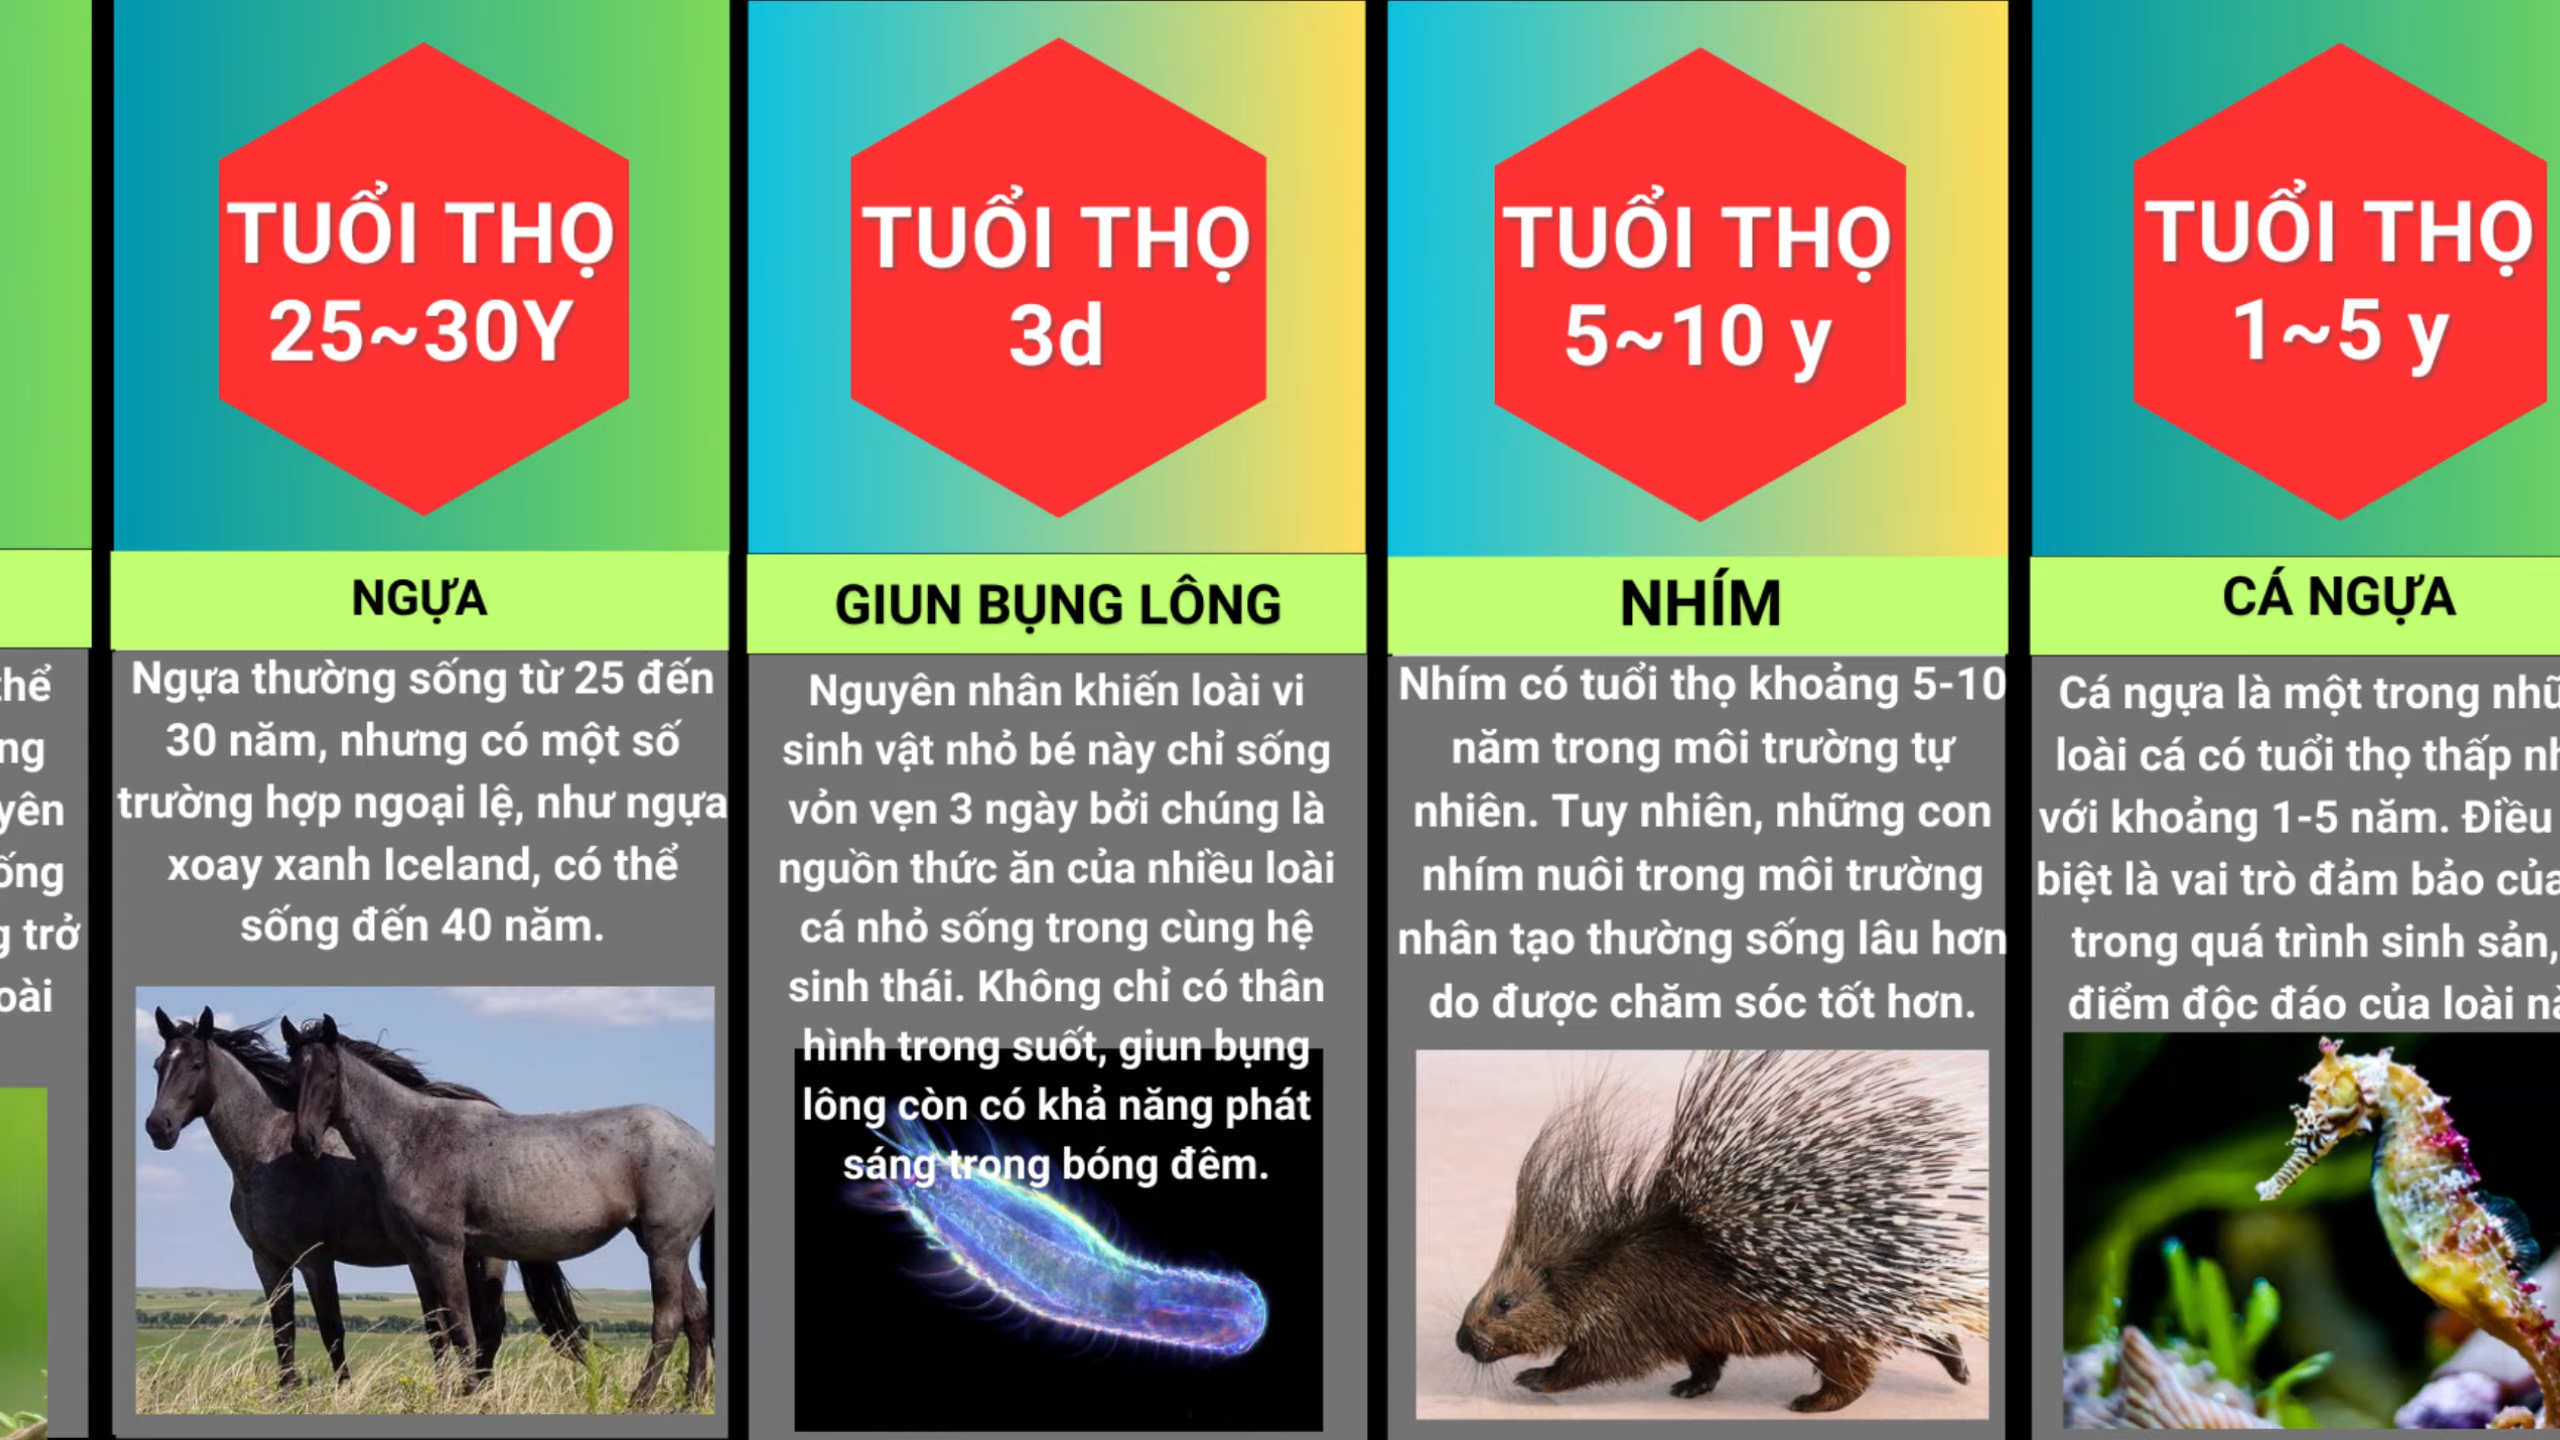 thể
ng
yên
ống
g trở
oài
TUỔI THỌ
25~30Y
NGỰA
Ngựa thường sống từ 25 đến
30 năm, nhưng có một số
trường hợp ngoại lệ, như ngựa
xoay xanh Iceland, có thể
sống đến 40 năm.
TUỔI THỌ
3d
GIUN BỤNG LÔNG
Nguyên nhân khiến loài vi
sinh vật nhỏ bé này chỉ sống
vỏn vẹn 3 ngày bởi chúng là
nguồn thức ăn của nhiều loài
cá nhỏ sống trong cùng hệ
sinh thái. Không chỉ có thân
hình trong suốt, giun bụng
lông còn có khả năng phát
sáng trong bóng đêm.
TUỔI THỌ
5~10 y
NHÍM
Nhím có tuổi thọ khoảng 5-10
năm trong môi trường tự
nhiên. Tuy nhiên, những con
nhím nuôi trong môi trường
nhân tạo thường sống lâu hơn
do được chăm sóc tốt hơn.
TUỔI THỌ
1~5 y
CÁ NGỰA
Cá ngựa là một trong nhữ
loài cá có tuổi thọ thấp nh
với khoảng 1-5 năm. Điều
biệt là vai trò đảm bảo của
trong quá trình sinh sản,
điểm độc đáo của loài nà